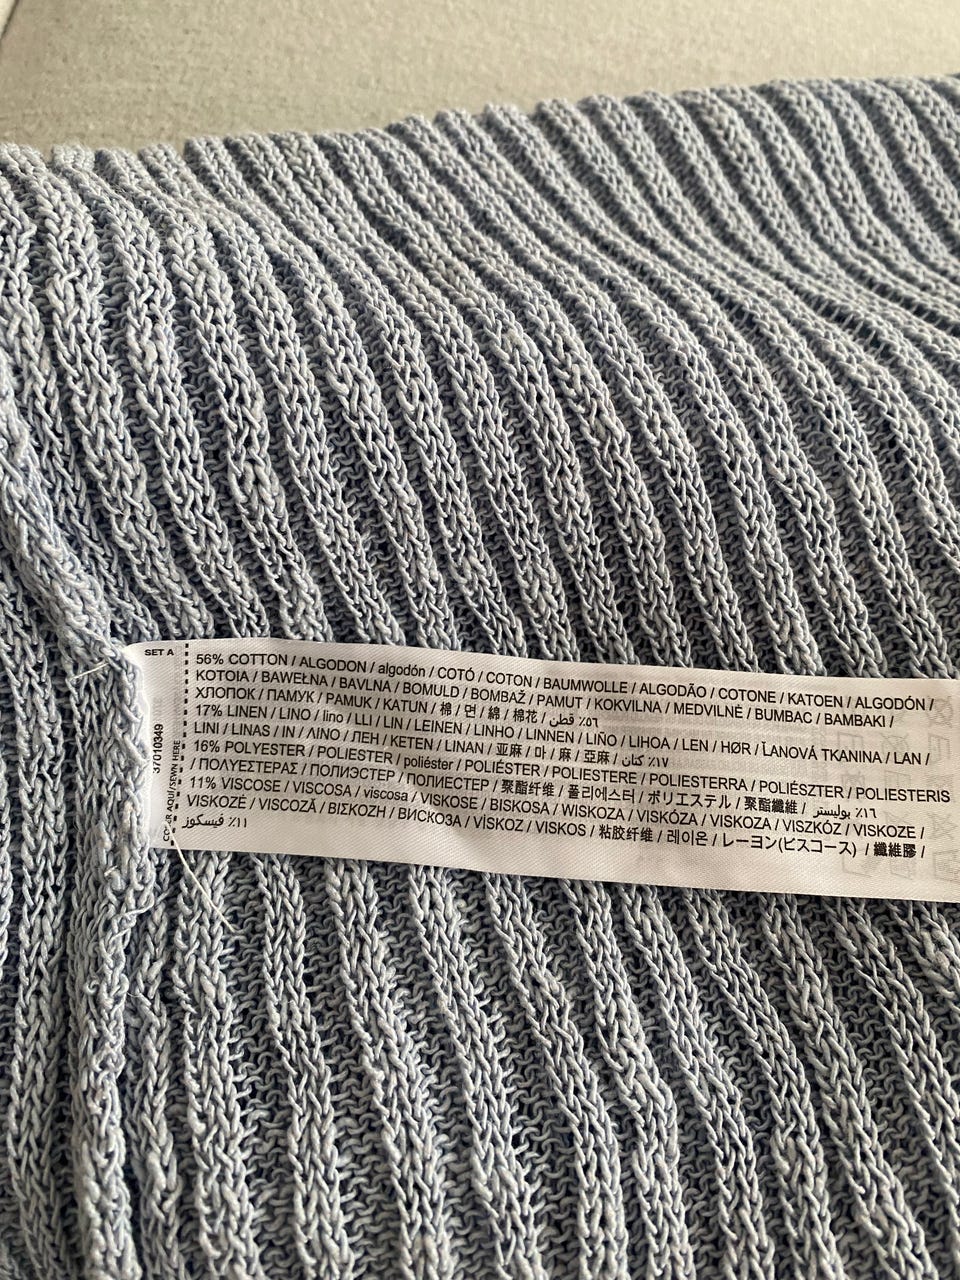 SET A
37010349
COSER AQUÍ/SEWN HERE
56% COTTON / ALGODON / algodón / COTÓ / COTON / BAUMWOLLE / ALGODÃO / COTONE / KATOEN / ALGODÓN /
KOTOIA / BAWEŁNA / BAVLNA / BOMULD / BOMBAŽ / PAMUT / KOKVILNA / MEDVILNĖ / BUMBAC / BAMBAKI /
ХЛОПОК / ПАМУК / PAMUK / KATUN / 棉 / 면 / 綿 / 棉花 / ٥٦٪ قطن
17% LINEN / LINO / lino / LLI / LIN / LEINEN / LINHO / LINNEN / LIÑO / LIHOA / LEN / HØR / ĽANOVÁ TKANINA / LAN /
LINI / LINAS / IN / ΛΙΝΟ / ЛЕН / KETEN / LINAN / 亚麻 / 마 / 麻 / 亞麻 / ١٧٪ كتان
16% POLYESTER / POLIESTER / poliéster / POLIÉSTER / POLIESTERE / POLIESTERRA / POLIÉSZTER / POLIESTERIS
/ ΠΟΛΥΕΣΤΕΡΑΣ / ПОЛИЭСТЕР / ПОЛИЕСТЕР / 聚酯纤维 / 폴리에스터 / ポリエステル / 聚酯纖維 / ١٦٪ بوليستر
11% VISCOSE / VISCOSA / viscosa / VISKOSE / BISKOSA / WISKOZA / VISKÓZA / VISKOZA / VISZKÓZ / VISKOZE /
VISKOZĖ / VISCOZĂ / ΒΙΣΚΟΖΗ / ВИСКОЗА / VİSKOZ / VISKOS / 粘胶纤维 / 레이온 / レーヨン(ビスコース) / 纖維膠 /
١١٪ فيسكوز